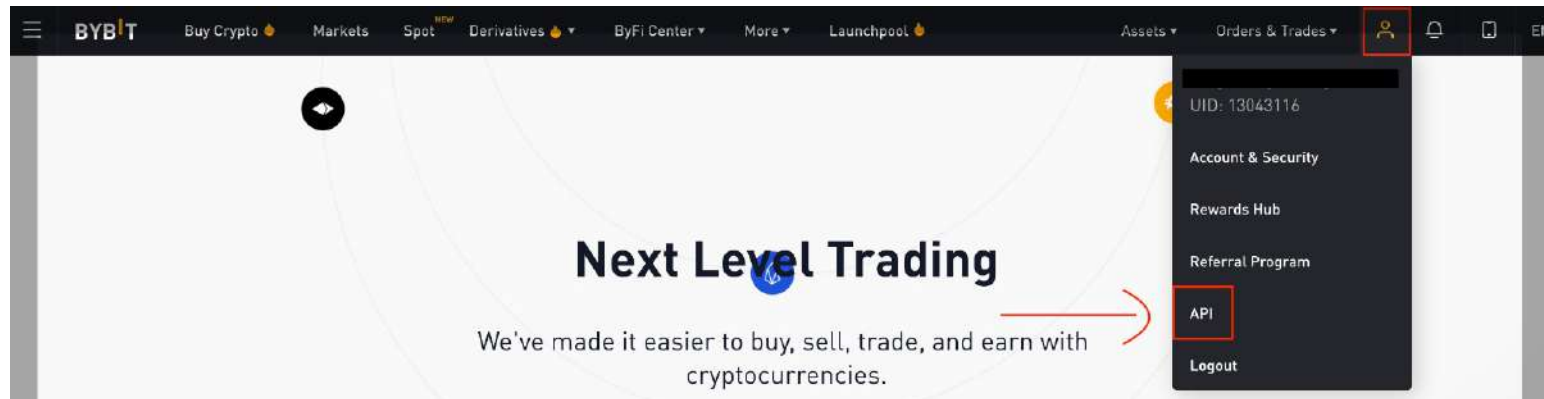 BYBIT Buy Crypto Markets Spot NEW Derivatives ByFi Center More Launchpool Assets Orders & Trades
UID: 13043116
Account & Security
Rewards Hub
Referral Program
API
Logout
Next Level Trading
We've made it easier to buy, sell, trade, and earn with
cryptocurrencies.